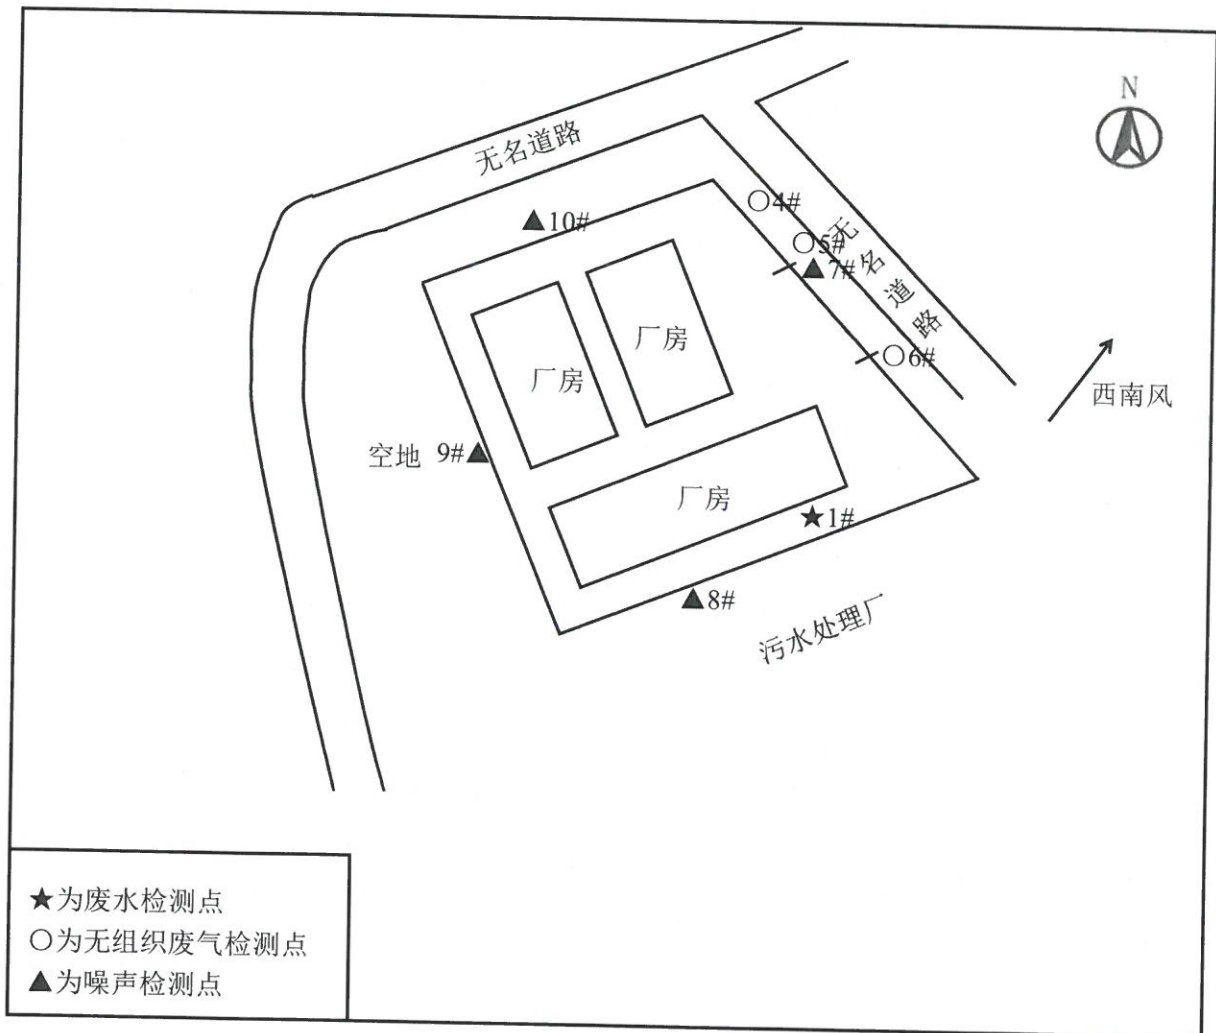 N
无名道路
○4#
▲10#
○5#
▲7#
无名道路
厂房
○6#
厂房
西南风
空地 9#▲
厂房
★1#
▲8#
污水处理厂
★为废水检测点
○为无组织废气检测点
▲为噪声检测点